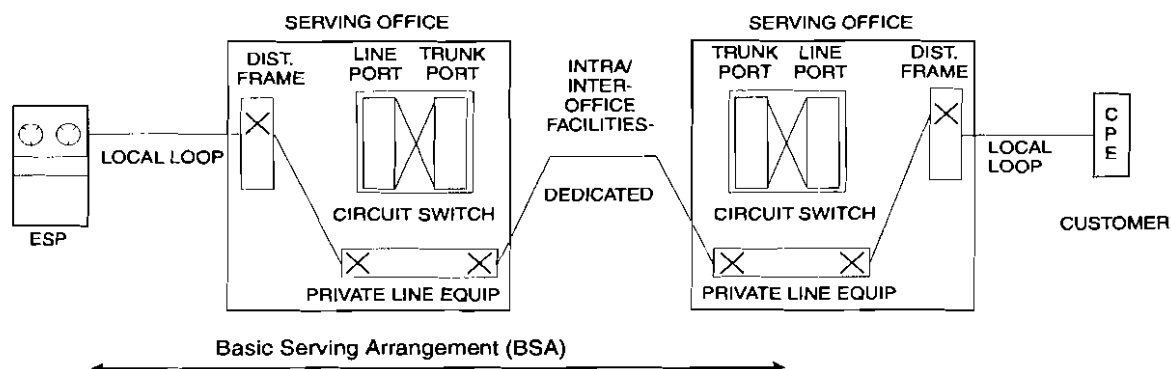 SERVING OFFICE
DIST.
FRAME
LINE
PORT
TRUNK
PORT
LOCAL LOOP
ESP
CIRCUIT SWITCH
PRIVATE LINE EQUIP
INTRA/
INTER-
OFFICE
FACILITIES-
DEDICATED
SERVING OFFICE
TRUNK
PORT
LINE
PORT
DIST.
FRAME
CIRCUIT SWITCH
PRIVATE LINE EQUIP
LOCAL
LOOP
C
P
E
CUSTOMER
Basic Serving Arrangement (BSA)